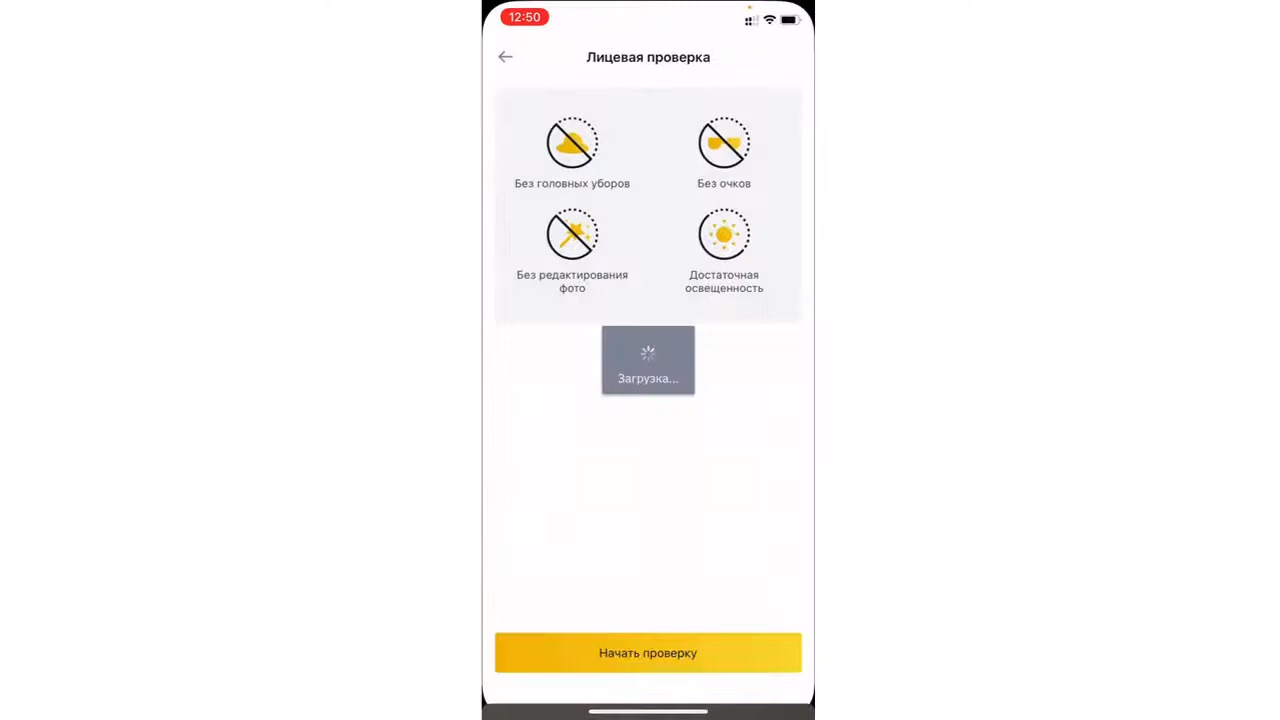 12:50
Лицевая проверка
Без головных уборов
Без очков
Без редактирования
фото
Достаточная
освещенность
Загрузка...
Начать проверку